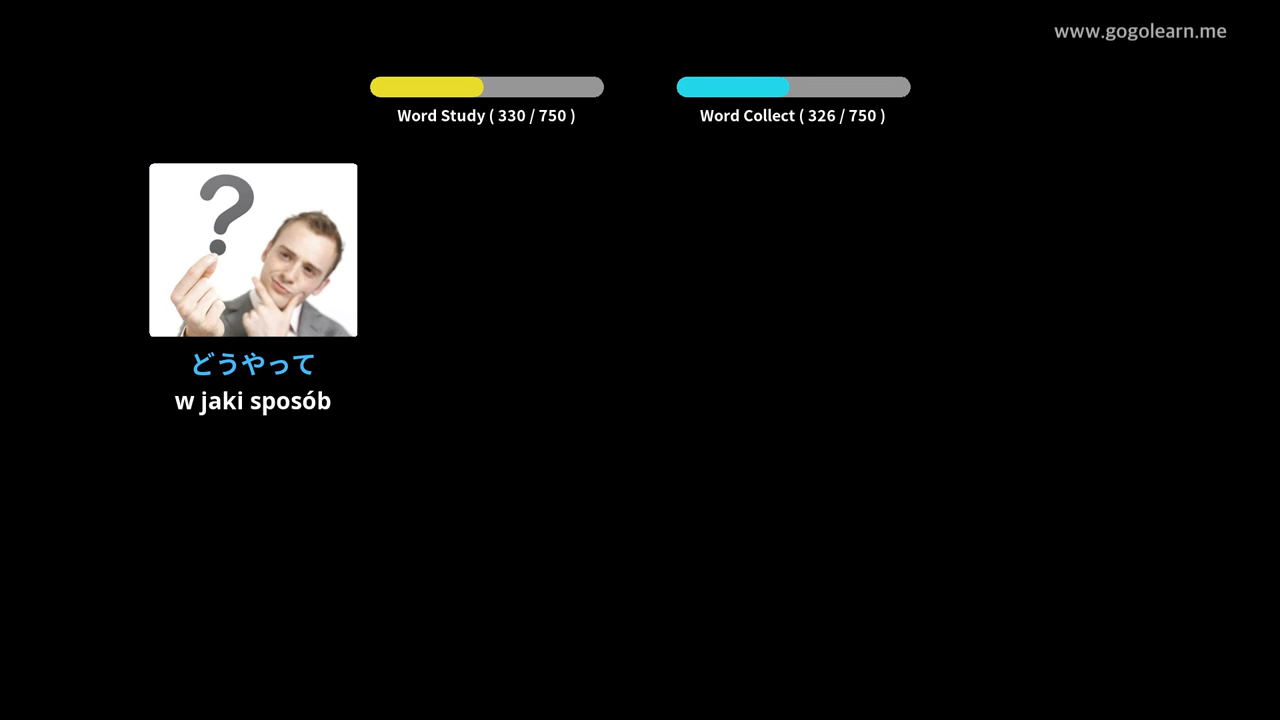 www.gogolearn.me
Word Study ( 330 / 750 )
Word Collect ( 326 / 750 )
?
どうやって
w jaki sposób